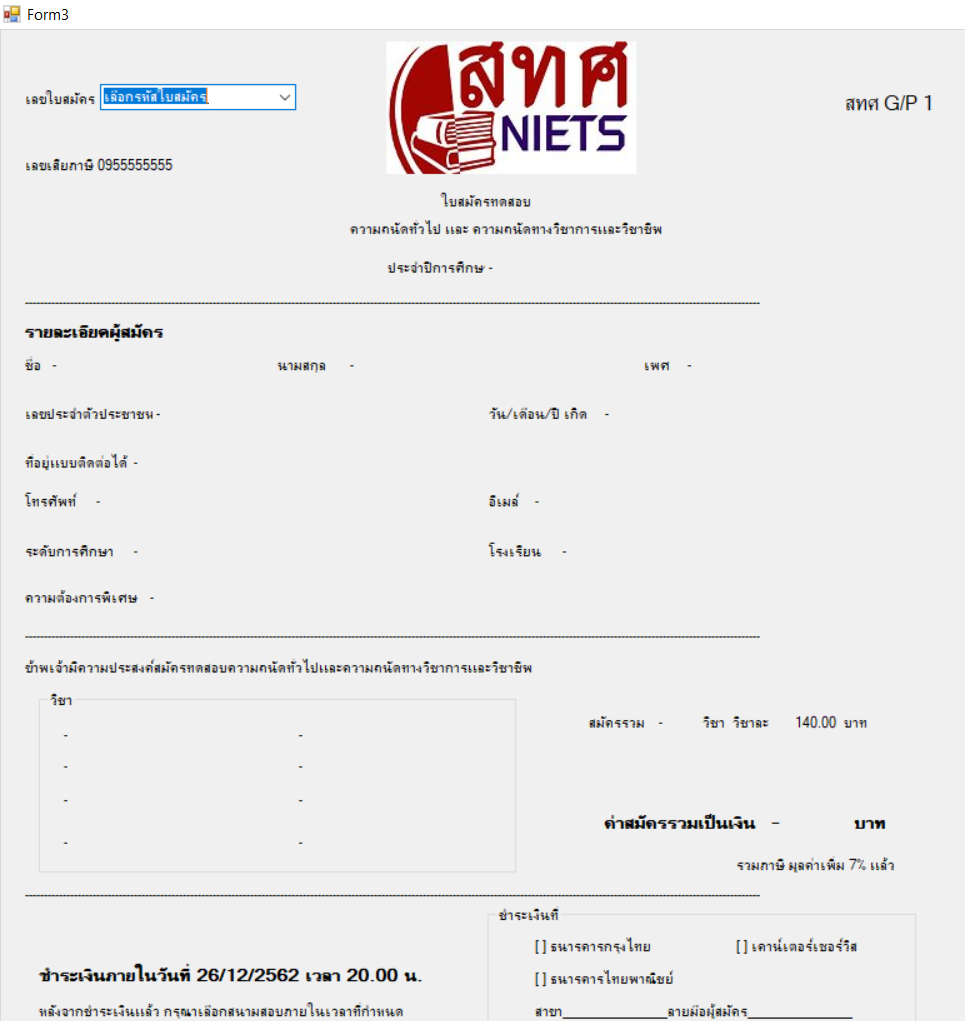 Form3
เลขใบสมัคร เลือกรหัสใบสมัคร
สทศ
NIETS
สทศ G/P 1
เลขเสียภาษี 0955555555
ใบสมัครทดสอบ
ความถนัดทั่วไป และ ความถนัดทางวิชาการและวิชาชีพ
ประจำปีการศึกษ -
รายละเอียดผู้สมัคร
ชื่อ - นามสกุล - เพศ -
เลขประจำตัวประชาชน - วัน/เดือน/ปี เกิด -
ที่อยู่แบบติดต่อได้ -
โทรศัพท์ - อีเมล์ -
ระดับการศึกษา - โรงเรียน -
ความต้องการพิเศษ -
ข้าพเจ้ามีความประสงค์สมัครทดสอบความถนัดทั่วไปและความถนัดทางวิชาการและวิชาชีพ
วิชา
- -
- -
- -
- -
สมัครรวม - วิชา วิชาละ 140.00 บาท
ค่าสมัครรวมเป็นเงิน - บาท
รวมภาษี มูลค่าเพิ่ม 7% แล้ว
ชำระเงินภายในวันที่ 26/12/2562 เวลา 20.00 น.
หลังจากชำระเงินแล้ว กรุณาเลือกสนามสอบภายในเวลาที่กำหนด
ชำระเงินที่
[ ] ธนาคารกรุงไทย [ ] เคาน์เตอร์เซอร์วิส
[ ] ธนาคารไทยพาณิชย์
สาขา_______________ลายมือผู้สมัคร_______________